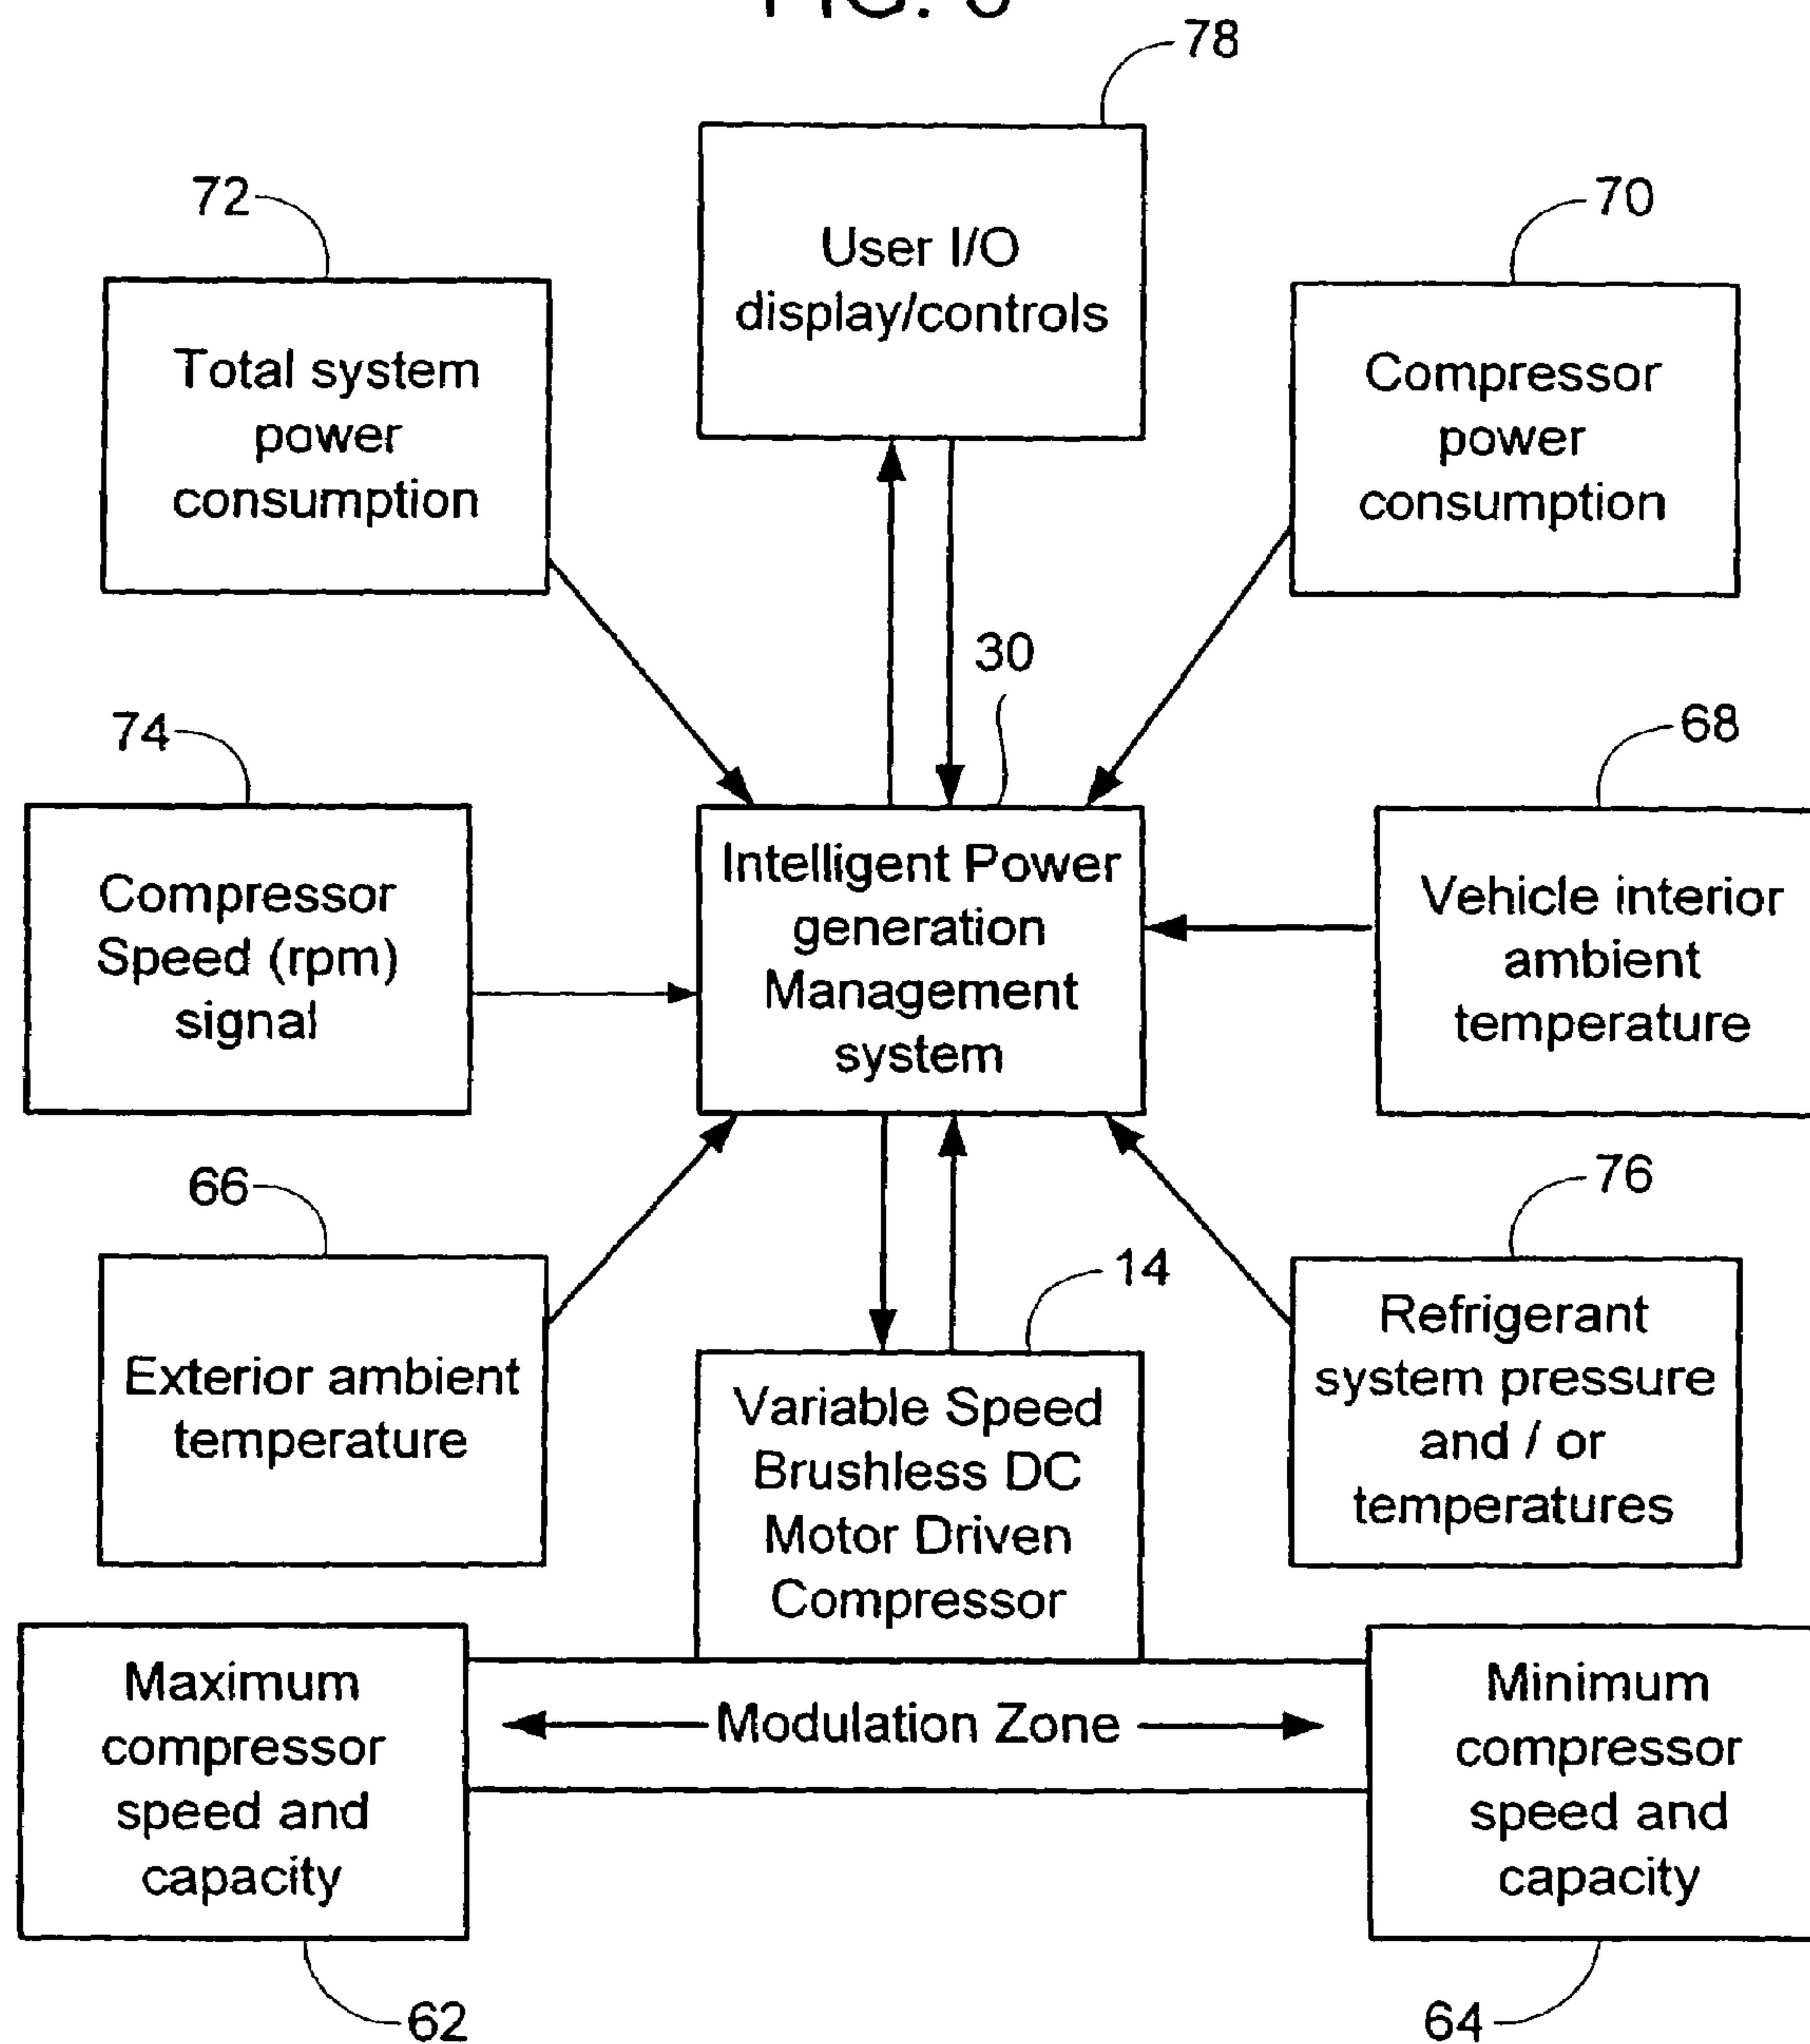 78
72
70
User I/O
display/controls
Total system
power
consumption
Compressor
power
consumption
30
74
68
Intelligent Power
generation
Management
system
Compressor
Speed (rpm)
signal
Vehicle interior
ambient
temperature
66
76
14
Exterior ambient
temperature
Variable Speed
Brushless DC
Motor Driven
Compressor
Refrigerant
system pressure
and / or
temperatures
Maximum
compressor
speed and
capacity
Modulation Zone
Minimum
compressor
speed and
capacity
62
64